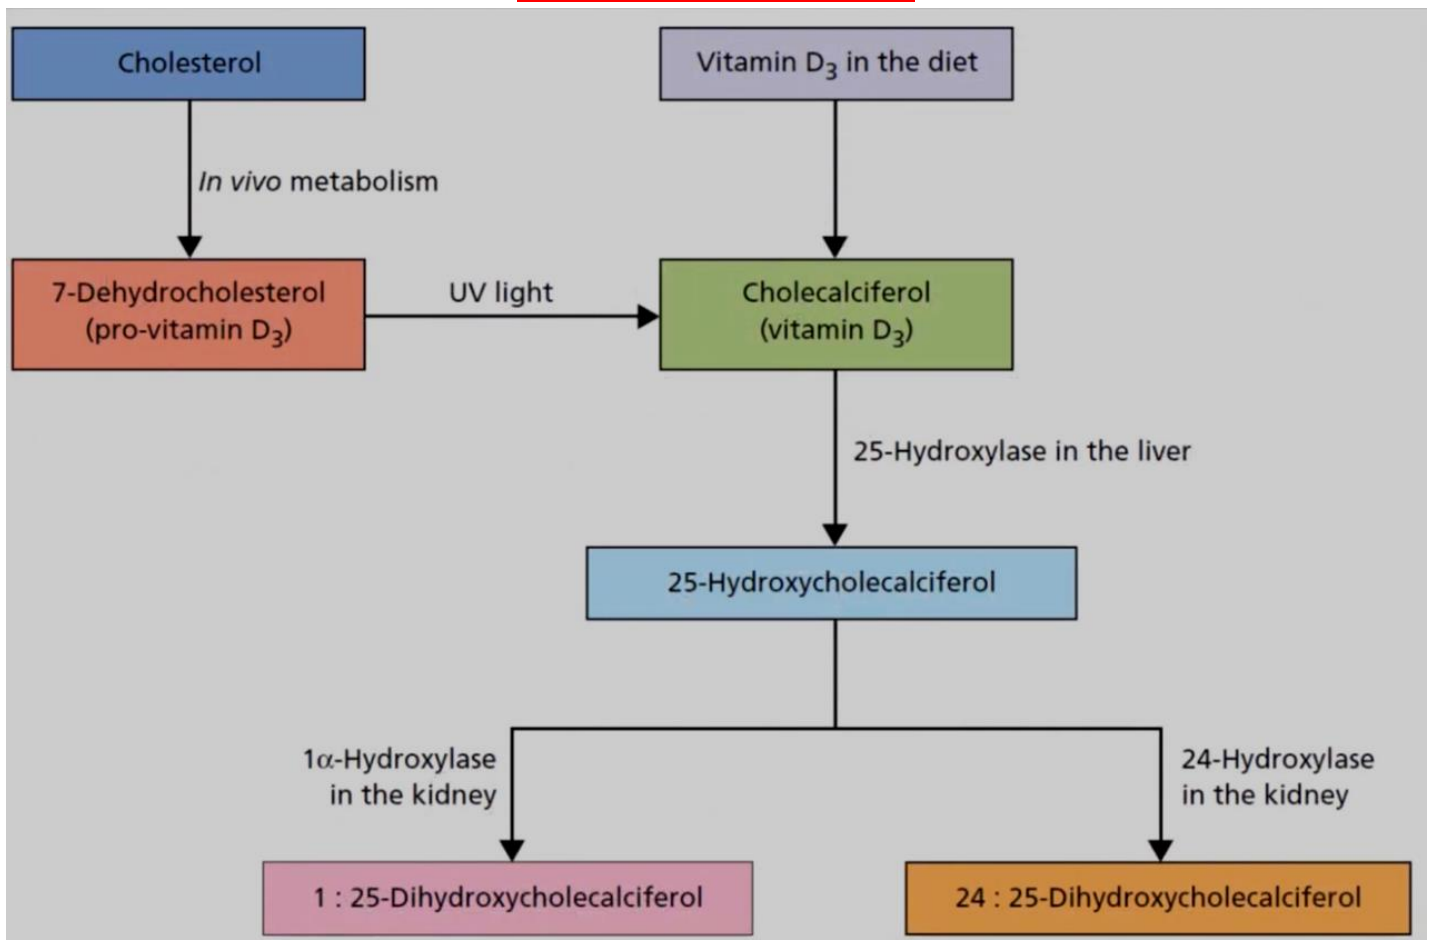 Cholesterol
Vitamin D₃ in the diet
In vivo metabolism
7-Dehydrocholesterol
(pro-vitamin D₃)
UV light
Cholecalciferol
(vitamin D₃)
25-Hydroxylase in the liver
25-Hydroxycholecalciferol
1α-Hydroxylase
in the kidney
24-Hydroxylase
in the kidney
1 : 25-Dihydroxycholecalciferol
24 : 25-Dihydroxycholecalciferol